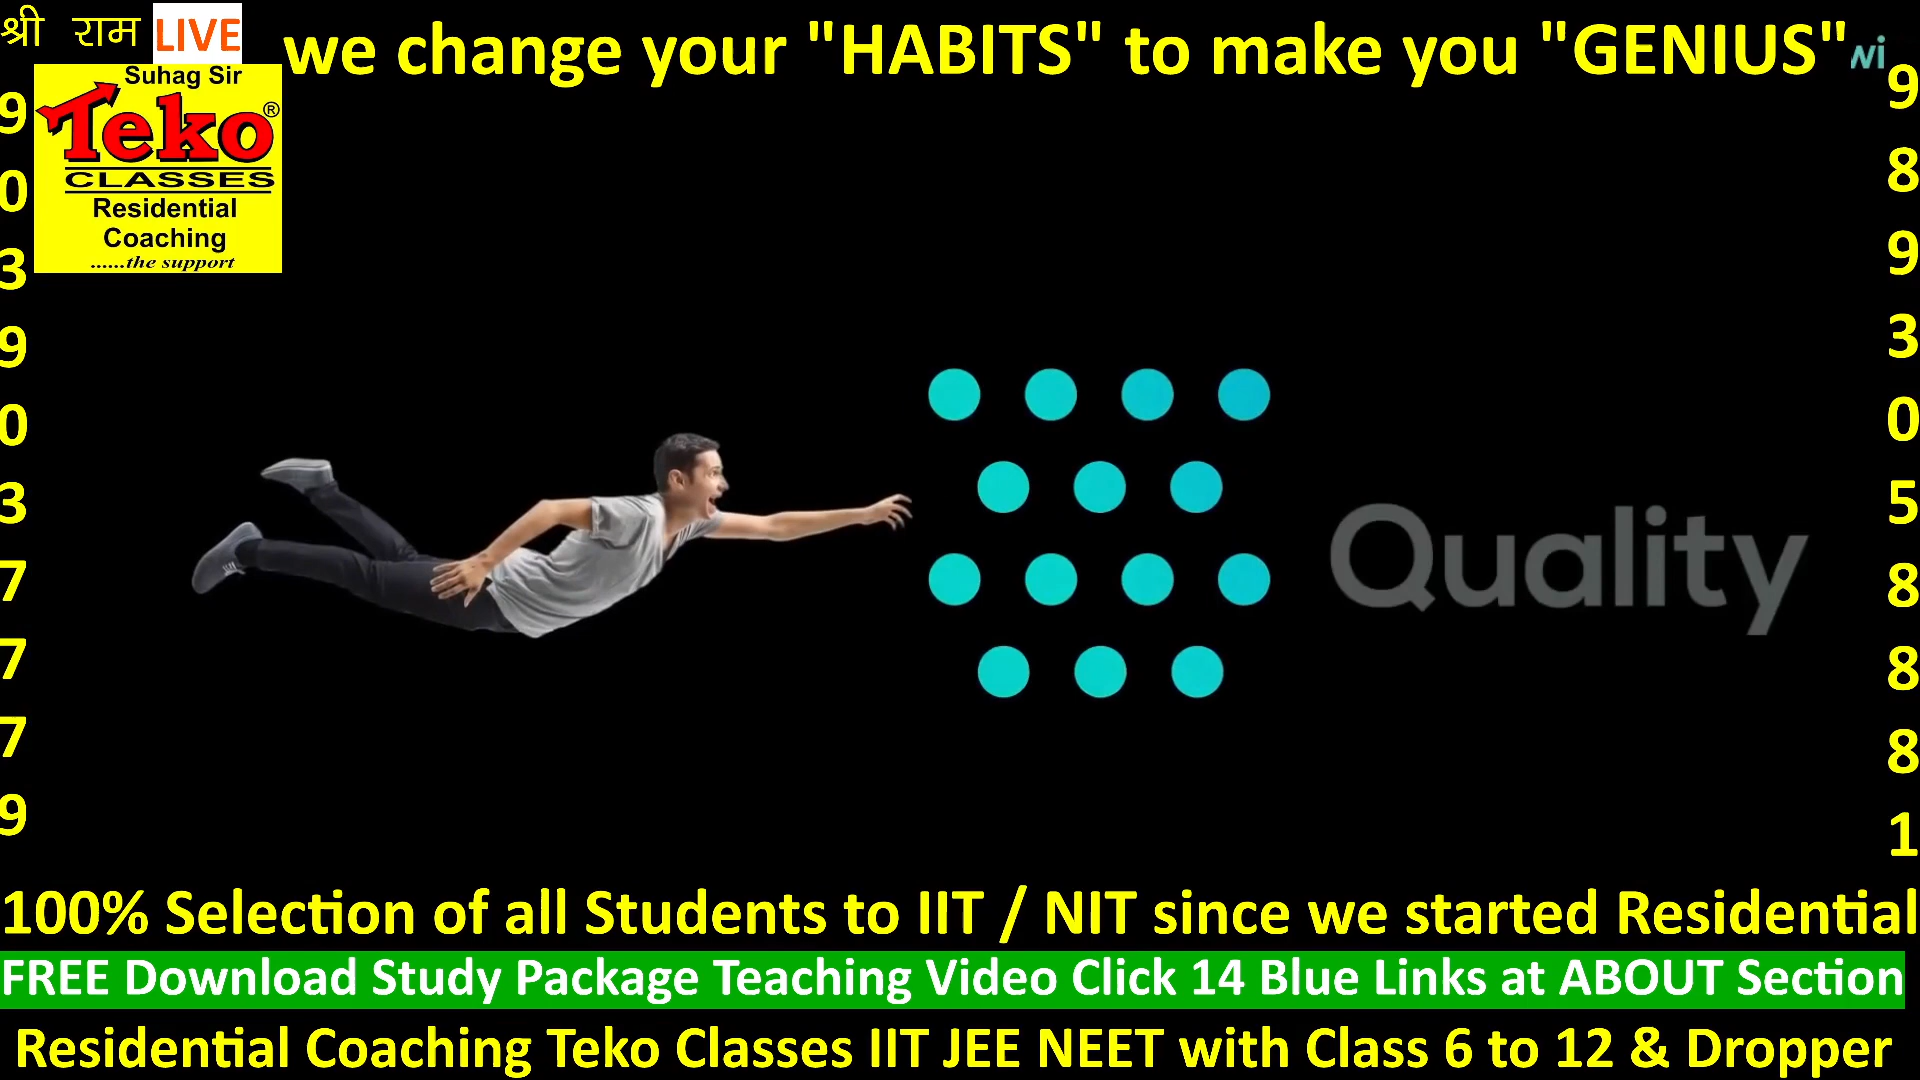 श्री राम LIVE
we change your "HABITS" to make you "GENIUS"
Suhag Sir
Teko®
CLASSES
Residential
Coaching
......the support
9
0
3
9
0
3
7
7
7
9
9
8
9
3
0
5
8
8
8
1
Quality
100% Selection of all Students to IIT / NIT since we started Residential
FREE Download Study Package Teaching Video Click 14 Blue Links at ABOUT Section
Residential Coaching Teko Classes IIT JEE NEET with Class 6 to 12 & Dropper